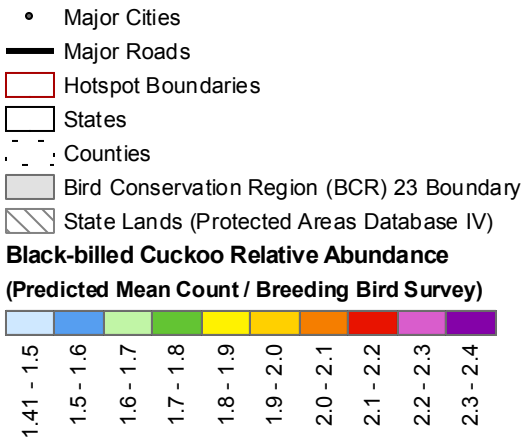 Major Cities
Major Roads
Hotspot Boundaries
States
Counties
Bird Conservation Region (BCR) 23 Boundary
State Lands (Protected Areas Database IV)
Black-billed Cuckoo Relative Abundance
(Predicted Mean Count / Breeding Bird Survey)
1.41 - 1.5
1.5 - 1.6
1.6 - 1.7
1.7 - 1.8
1.8 - 1.9
1.9 - 2.0
2.0 - 2.1
2.1 - 2.2
2.2 - 2.3
2.3 - 2.4